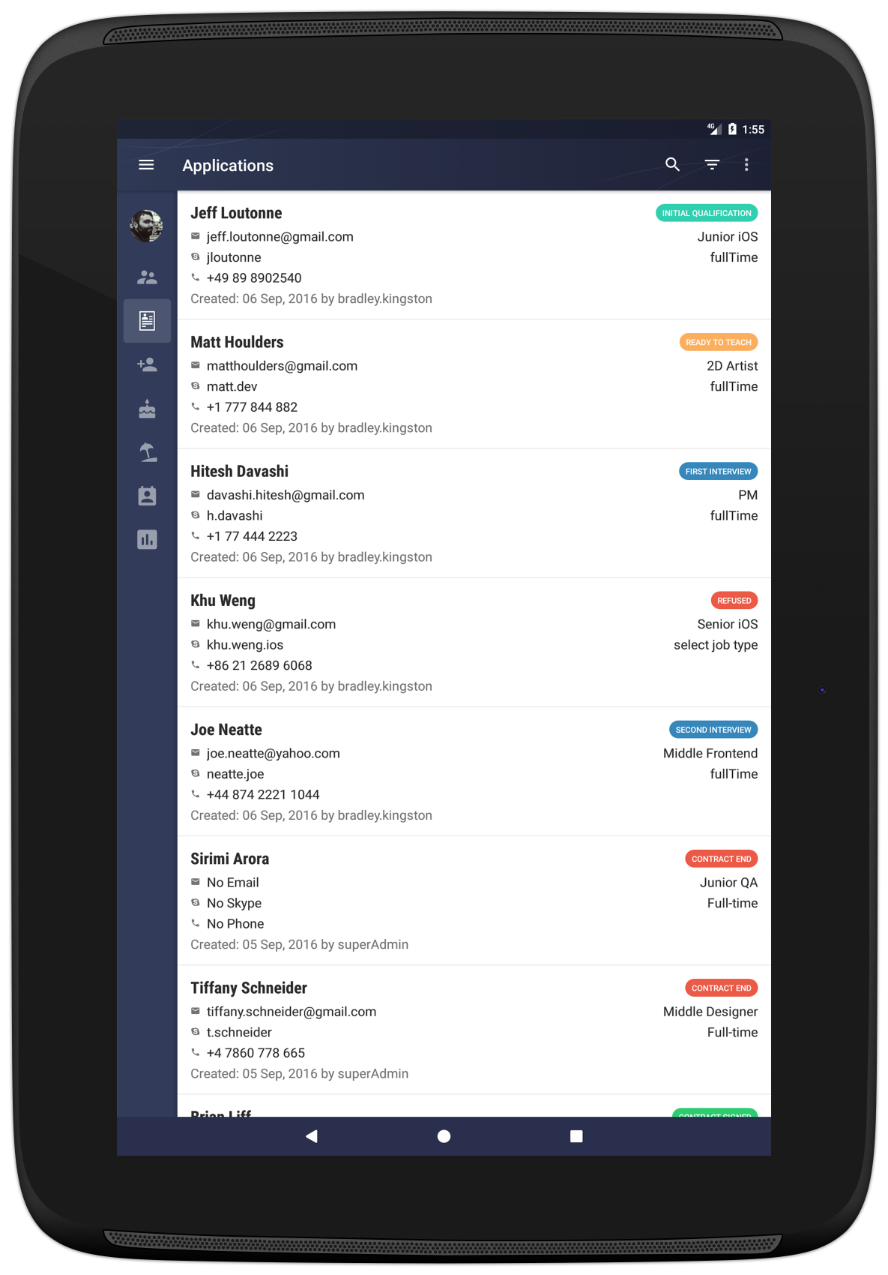 4G 1:55
Applications
Jeff Loutonne INITIAL QUALIFICATION
jeff.loutonne@gmail.com Junior iOS
jloutonne fullTime
+49 89 8902540
Created: 06 Sep, 2016 by bradley.kingston
Matt Houlders READY TO TEACH
matthoulders@gmail.com 2D Artist
matt.dev fullTime
+1 777 844 882
Created: 06 Sep, 2016 by bradley.kingston
Hitesh Davashi FIRST INTERVIEW
davashi.hitesh@gmail.com PM
h.davashi fullTime
+1 77 444 2223
Created: 06 Sep, 2016 by bradley.kingston
Khu Weng REFUSED
khu.weng@gmail.com Senior iOS
khu.weng.ios select job type
+86 21 2689 6068
Created: 06 Sep, 2016 by bradley.kingston
Joe Neatte SECOND INTERVIEW
joe.neatte@yahoo.com Middle Frontend
neatte.joe fullTime
+44 874 2221 1044
Created: 06 Sep, 2016 by bradley.kingston
Sirimi Arora CONTRACT END
No Email Junior QA
No Skype Full-time
No Phone
Created: 05 Sep, 2016 by superAdmin
Tiffany Schneider CONTRACT END
tiffany.schneider@gmail.com Middle Designer
t.schneider Full-time
+4 7860 778 665
Created: 05 Sep, 2016 by superAdmin
Brian Liff CONTRACT SIGNED